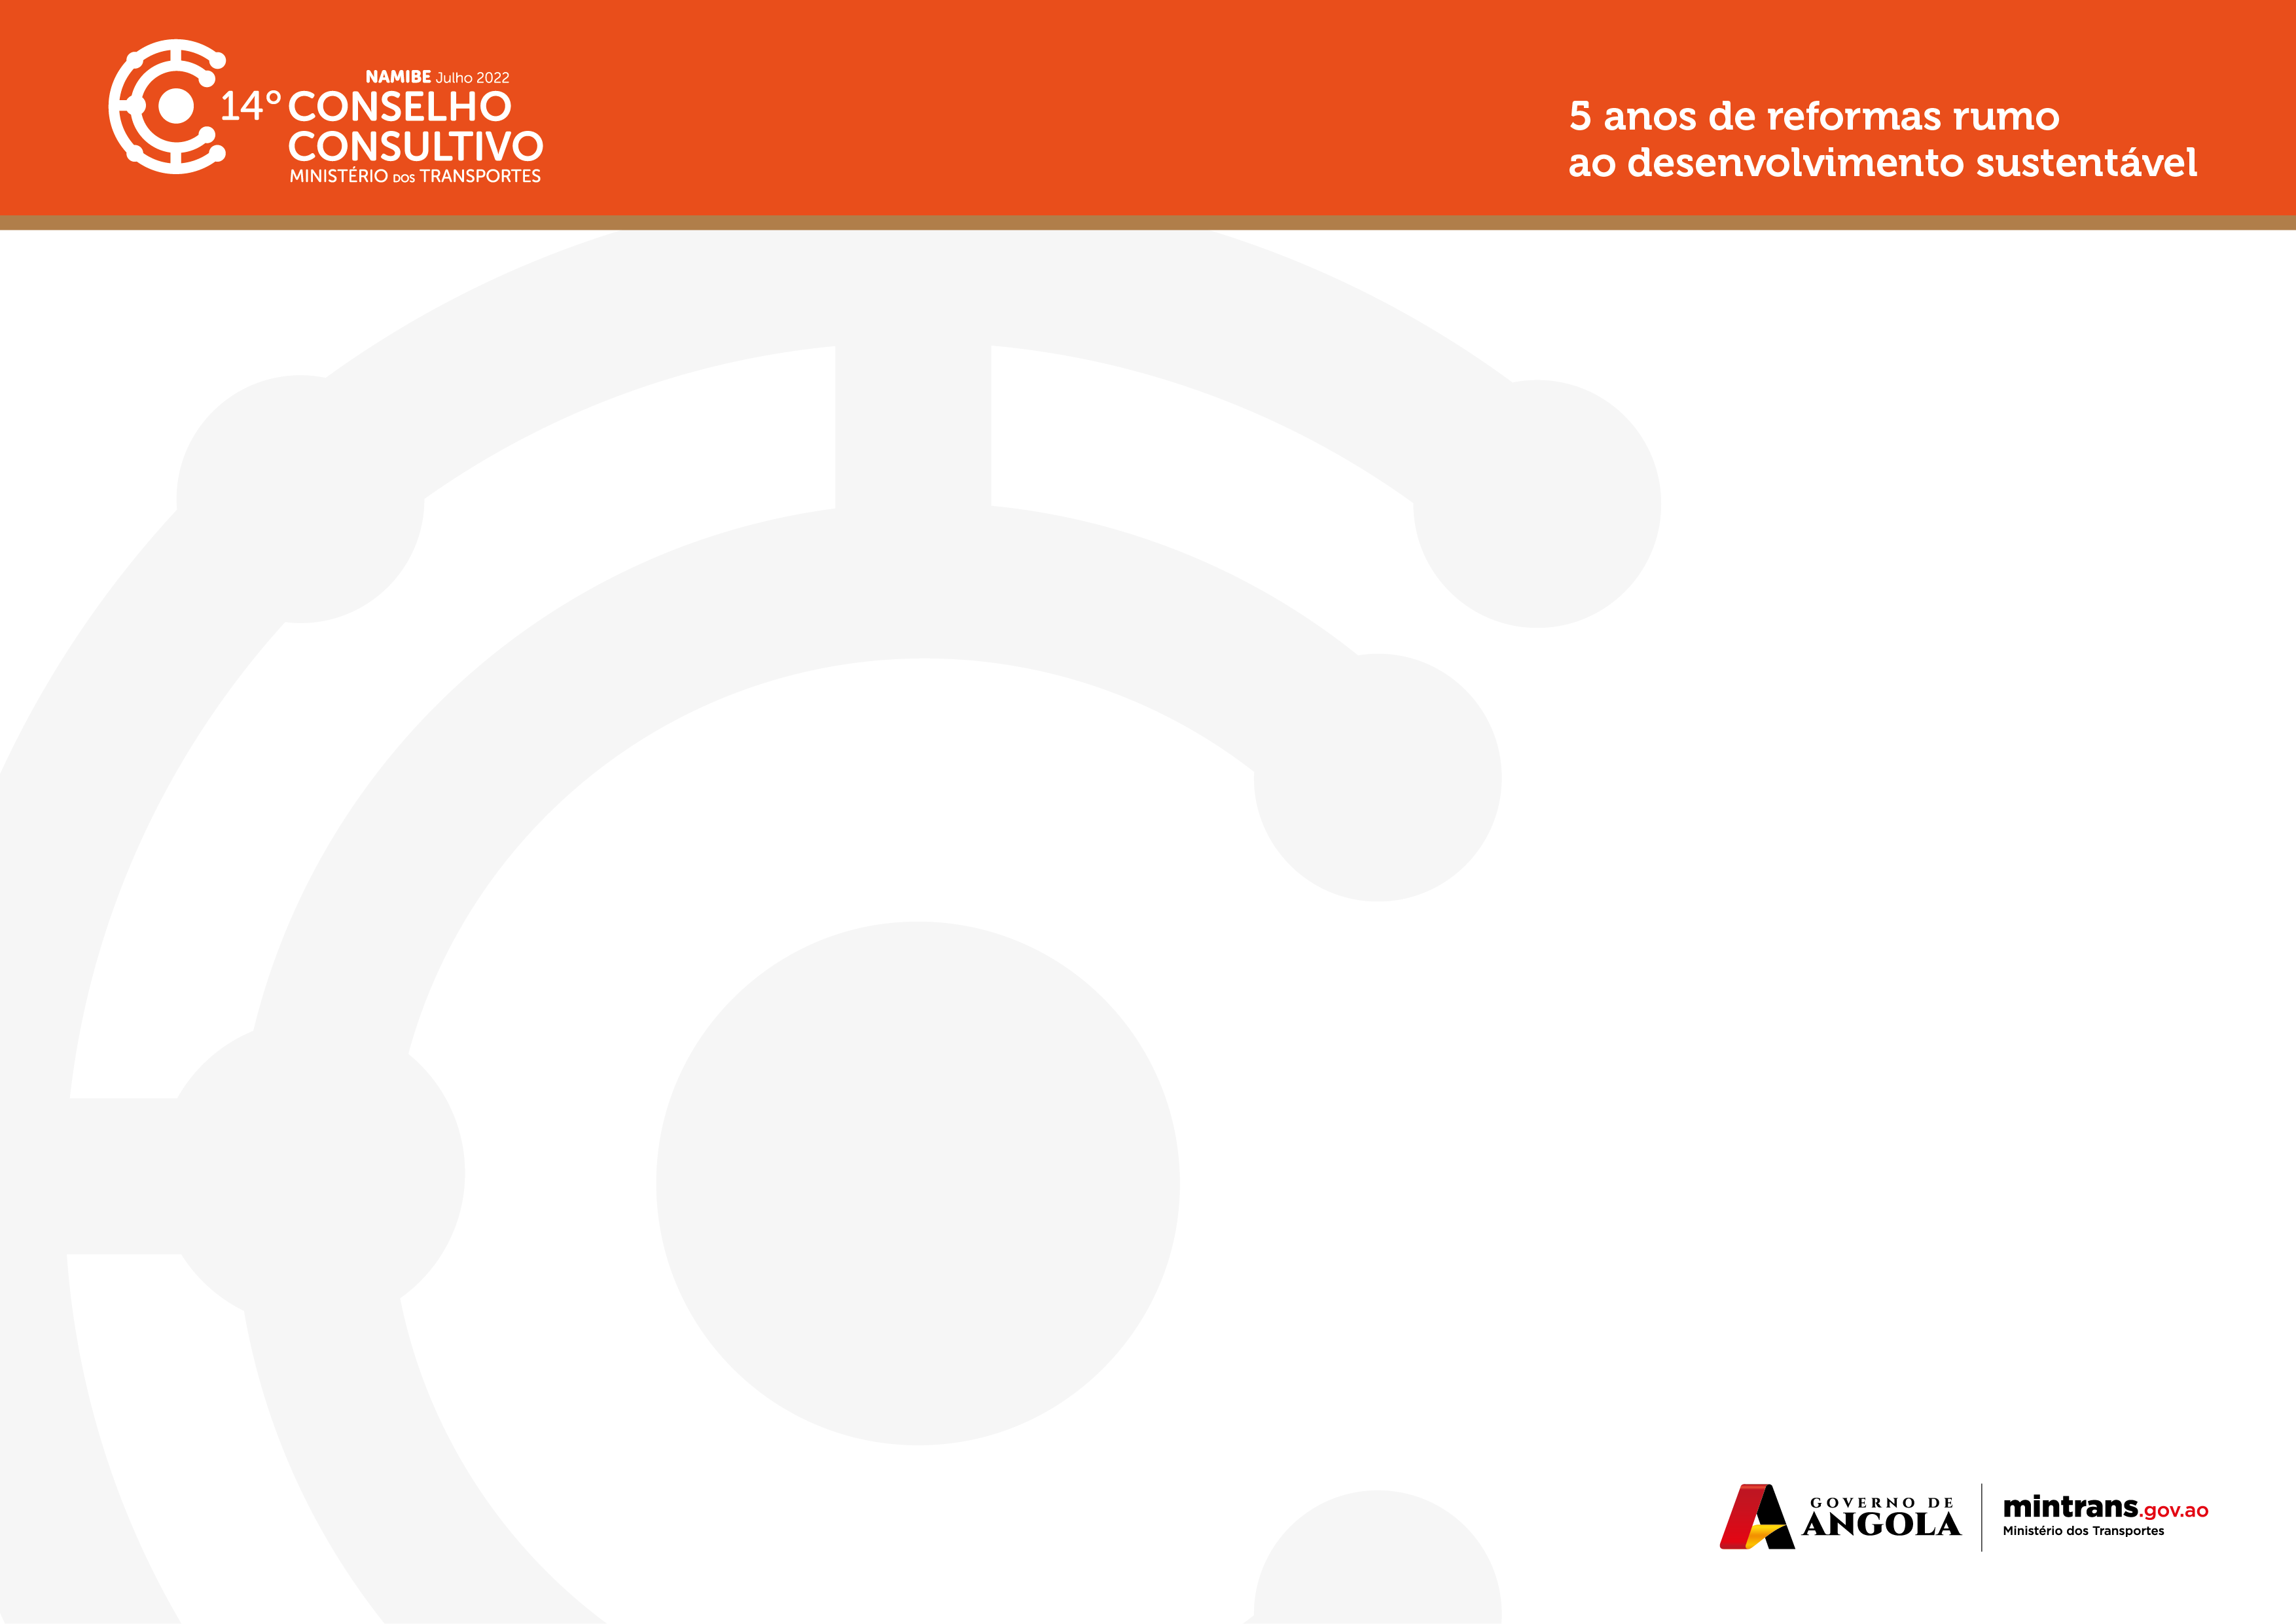 NAMIBE Julho 2022
14º CONSELHO
CONSULTIVO
MINISTÉRIO DOS TRANSPORTES
5 anos de reformas rumo
ao desenvolvimento sustentável
GOVERNO DE
ANGOLA
mintrans.gov.ao
Ministério dos Transportes